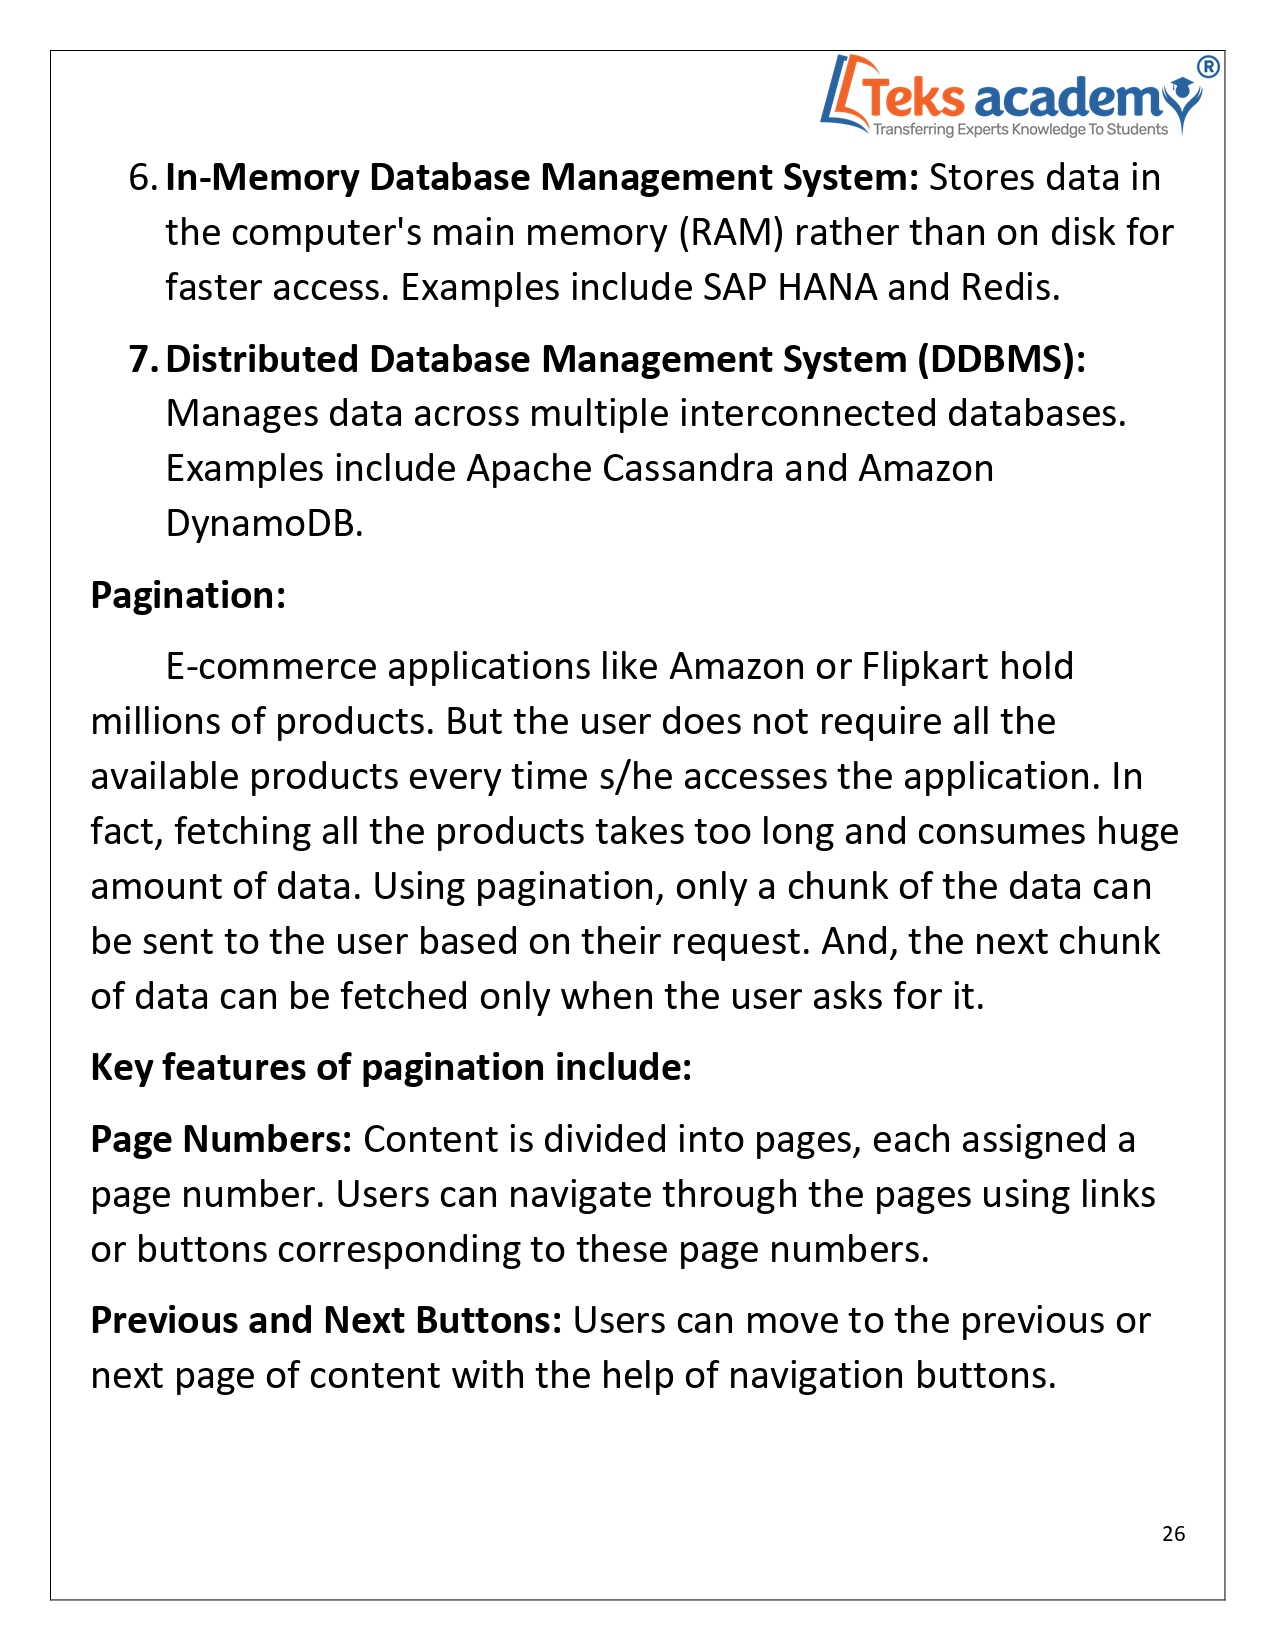 Teks academy®
Transferring Experts Knowledge To Students
6. In-Memory Database Management System: Stores data in
the computer's main memory (RAM) rather than on disk for
faster access. Examples include SAP HANA and Redis.
7. Distributed Database Management System (DDBMS):
Manages data across multiple interconnected databases.
Examples include Apache Cassandra and Amazon
DynamoDB.
Pagination:
E-commerce applications like Amazon or Flipkart hold
millions of products. But the user does not require all the
available products every time s/he accesses the application. In
fact, fetching all the products takes too long and consumes huge
amount of data. Using pagination, only a chunk of the data can
be sent to the user based on their request. And, the next chunk
of data can be fetched only when the user asks for it.
Key features of pagination include:
Page Numbers: Content is divided into pages, each assigned a
page number. Users can navigate through the pages using links
or buttons corresponding to these page numbers.
Previous and Next Buttons: Users can move to the previous or
next page of content with the help of navigation buttons.
26